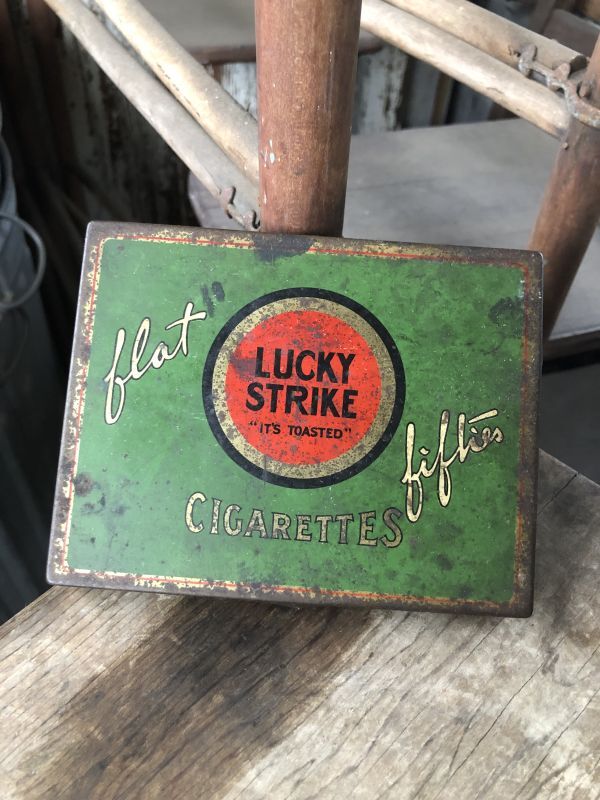 flat
LUCKY
STRIKE
"IT'S TOASTED"
fifties
CIGARETTES